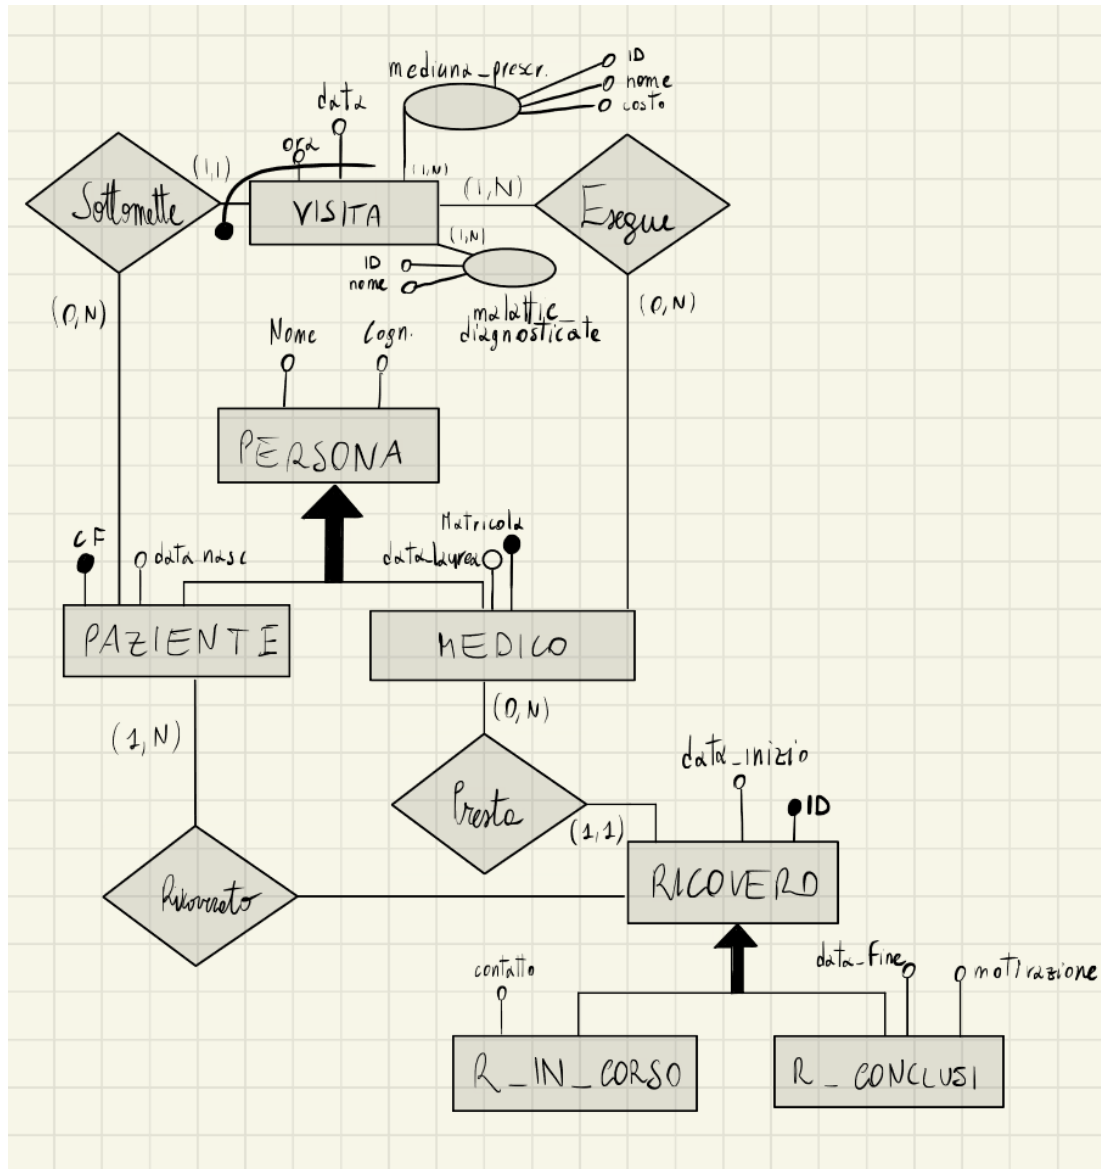 ID
mediuna_prescr.
nome
costo
data
ora
(1,1)
(1,N)
(1,N)
Sottomette
VISITA
Esegue
(1,N)
ID
nome
malattie_
diagnosticate
(0,N)
(0,N)
Nome
Cogn.
PERSONA
Matricola
CF
data_nasc
data_laurea
PAZIENTE
MEDICO
(0,N)
(1,N)
data_inizio
ID
Presta
(1,1)
RICOVERO
Ricoverato
data_fine
motivazione
contatto
R_IN_CORSO
R_CONCLUSI